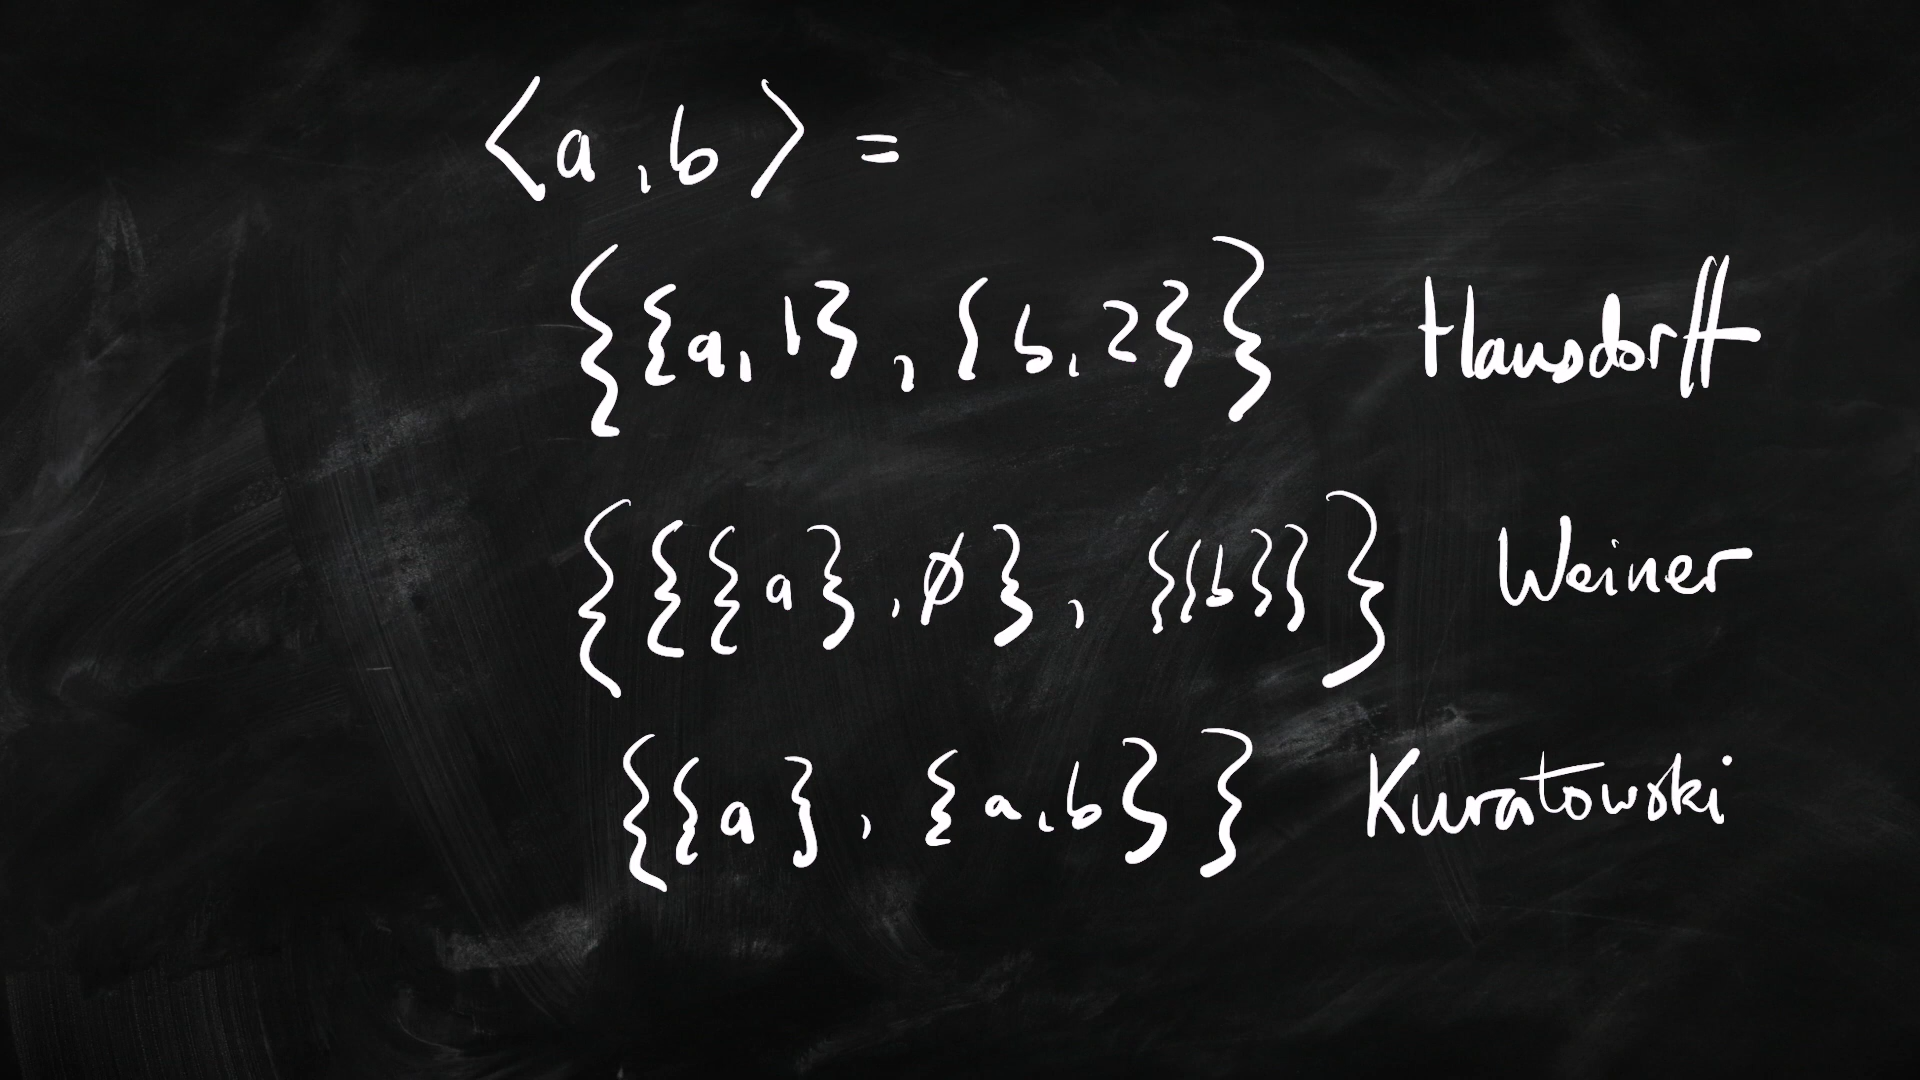 ⟨a,b⟩ =
{{a,1},{b,2}} Hausdorff
{{{a},∅},{{b}}} Weiner
{{a},{a,b}} Kuratowski